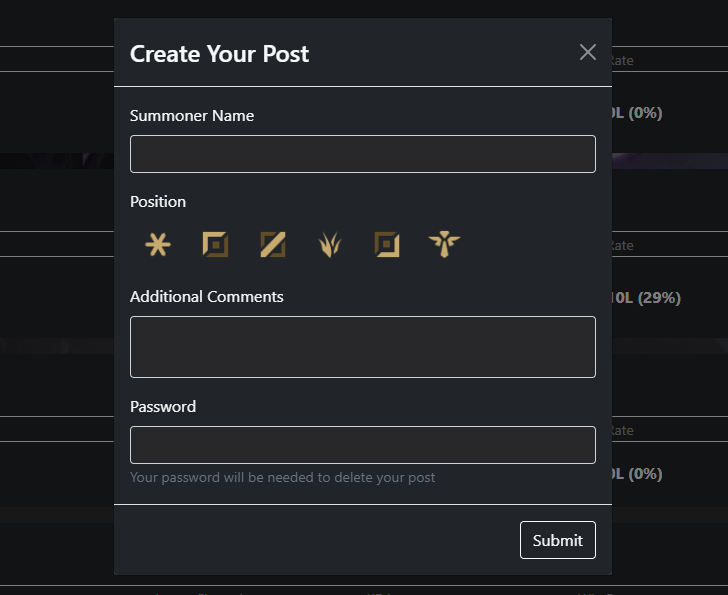 Create Your Post
Rate
Summoner Name
0L (0%)
Position
Rate
10L (29%)
Additional Comments
Password
Rate
0L (0%)
Your password will be needed to delete your post
Submit